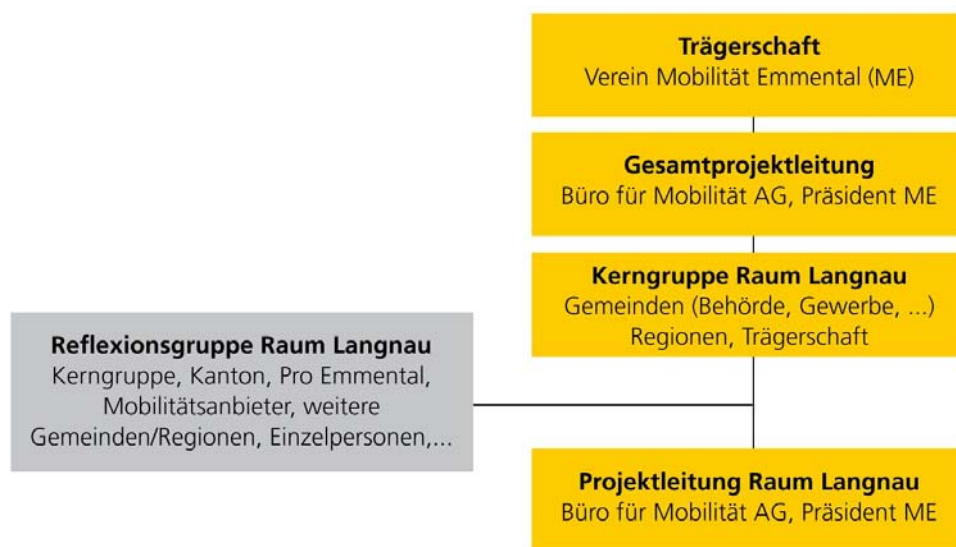 Trägerschaft
Verein Mobilität Emmental (ME)
Gesamtprojektleitung
Büro für Mobilität AG, Präsident ME
Kerngruppe Raum Langnau
Gemeinden (Behörde, Gewerbe, ...)
Regionen, Trägerschaft
Reflexionsgruppe Raum Langnau
Kerngruppe, Kanton, Pro Emmental,
Mobilitätsanbieter, weitere
Gemeinden/Regionen, Einzelpersonen,...
Projektleitung Raum Langnau
Büro für Mobilität AG, Präsident ME